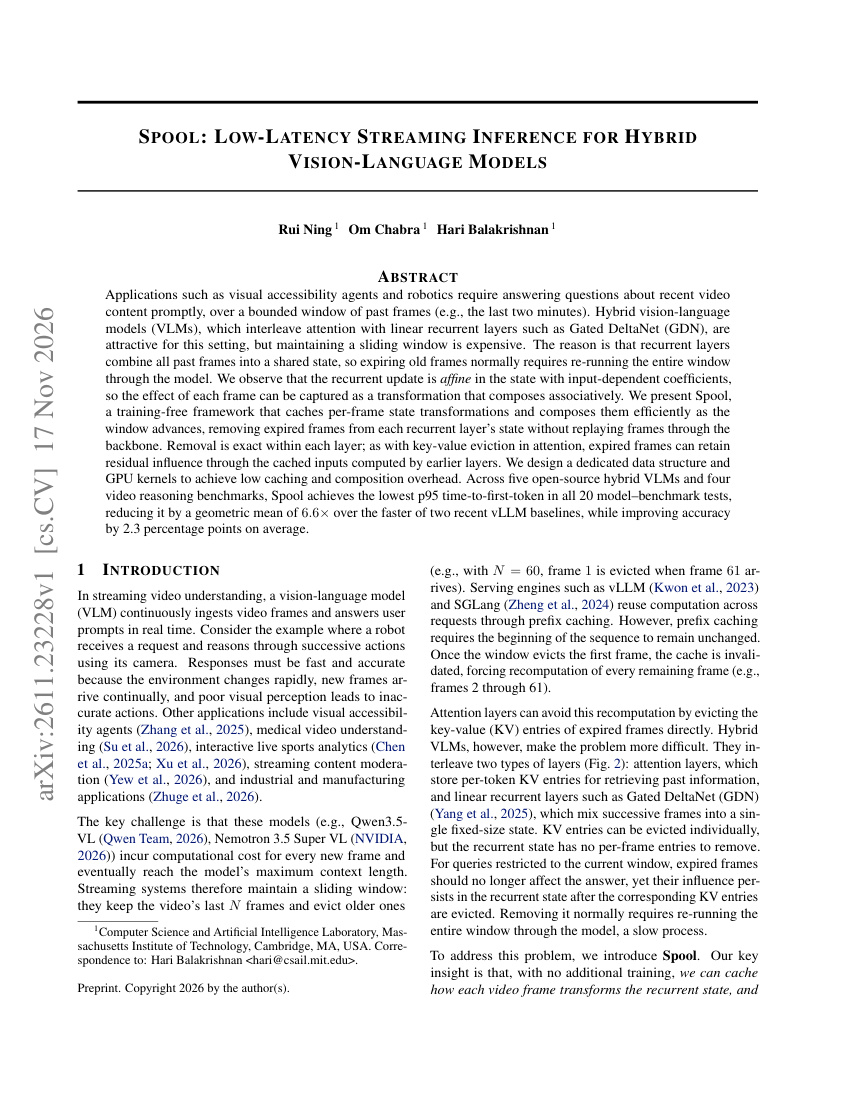 SPOOL: LOW-LATENCY STREAMING INFERENCE FOR HYBRID
VISION-LANGUAGE MODELS
Rui Ning 1 Om Chabra 1 Hari Balakrishnan 1
ABSTRACT
Applications such as visual accessibility agents and robotics require answering questions about recent video
content promptly, over a bounded window of past frames (e.g., the last two minutes). Hybrid vision-language
models (VLMs), which interleave attention with linear recurrent layers such as Gated DeltaNet (GDN), are
attractive for this setting, but maintaining a sliding window is expensive. The reason is that recurrent layers
combine all past frames into a shared state, so expiring old frames normally requires re-running the entire window
through the model. We observe that the recurrent update is affine in the state with input-dependent coefficients,
so the effect of each frame can be captured as a transformation that composes associatively. We present Spool,
a training-free framework that caches per-frame state transformations and composes them efficiently as the
window advances, removing expired frames from each recurrent layer's state without replaying frames through the
backbone. Removal is exact within each layer; as with key-value eviction in attention, expired frames can retain
residual influence through the cached inputs computed by earlier layers. We design a dedicated data structure and
GPU kernels to achieve low caching and composition overhead. Across five open-source hybrid VLMs and four
video reasoning benchmarks, Spool achieves the lowest p95 time-to-first-token in all 20 model–benchmark tests,
reducing it by a geometric mean of 6.6× over the faster of two recent vLLM baselines, while improving accuracy
by 2.3 percentage points on average.
1 INTRODUCTION
In streaming video understanding, a vision-language model
(VLM) continuously ingests video frames and answers user
prompts in real time. Consider the example where a robot
receives a request and reasons through successive actions
using its camera. Responses must be fast and accurate
because the environment changes rapidly, new frames ar-
rive continually, and poor visual perception leads to inac-
curate actions. Other applications include visual accessibil-
ity agents (Zhang et al., 2025), medical video understand-
ing (Su et al., 2026), interactive live sports analytics (Chen
et al., 2025a; Xu et al., 2026), streaming content modera-
tion (Yew et al., 2026), and industrial and manufacturing
applications (Zhuge et al., 2026).
The key challenge is that these models (e.g., Qwen3.5-
VL (Qwen Team, 2026), Nemotron 3.5 Super VL (NVIDIA,
2026)) incur computational cost for every new frame and
eventually reach the model's maximum context length.
Streaming systems therefore maintain a sliding window:
they keep the video's last N frames and evict older ones
1Computer Science and Artificial Intelligence Laboratory, Mas-
sachusetts Institute of Technology, Cambridge, MA, USA. Corre-
spondence to: Hari Balakrishnan <hari@csail.mit.edu>.
Preprint. Copyright 2026 by the author(s).
(e.g., with N = 60, frame 1 is evicted when frame 61 ar-
rives). Serving engines such as vLLM (Kwon et al., 2023)
and SGLang (Zheng et al., 2024) reuse computation across
requests through prefix caching. However, prefix caching
requires the beginning of the sequence to remain unchanged.
Once the window evicts the first frame, the cache is invali-
dated, forcing recomputation of every remaining frame (e.g.,
frames 2 through 61).
Attention layers can avoid this recomputation by evicting the
key-value (KV) entries of expired frames directly. Hybrid
VLMs, however, make the problem more difficult. They in-
terleave two types of layers (Fig. 2): attention layers, which
store per-token KV entries for retrieving past information,
and linear recurrent layers such as Gated DeltaNet (GDN)
(Yang et al., 2025), which mix successive frames into a sin-
gle fixed-size state. KV entries can be evicted individually,
but the recurrent state has no per-frame entries to remove.
For queries restricted to the current window, expired frames
should no longer affect the answer, yet their influence per-
sists in the recurrent state after the corresponding KV entries
are evicted. Removing it normally requires re-running the
entire window through the model, a slow process.
To address this problem, we introduce Spool. Our key
insight is that, with no additional training, we can cache
how each video frame transforms the recurrent state, and
arXiv:2611.23228v1 [cs.CV] 17 Nov 2026